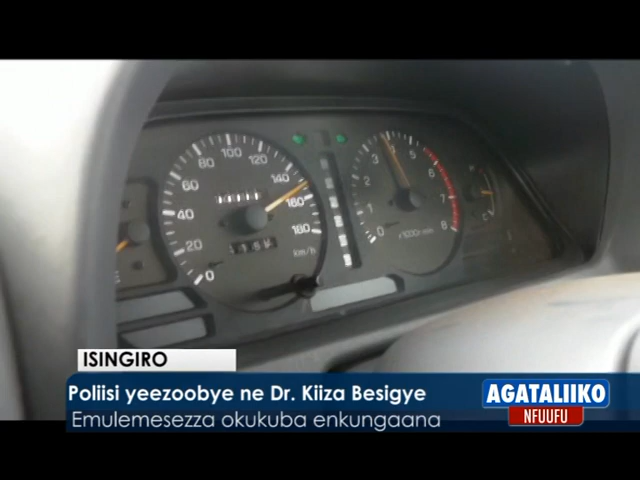 80 100 120
60 140
40 160
20 180
0 km/h
3 4 5
2 6
1 7
0 x1000r/min 8
E
C
ISINGIRO
Poliisi yeezoobye ne Dr. Kiiza Besigye
Emulemesezza okukuba enkungaana
AGATALIIKO
NFUUFU